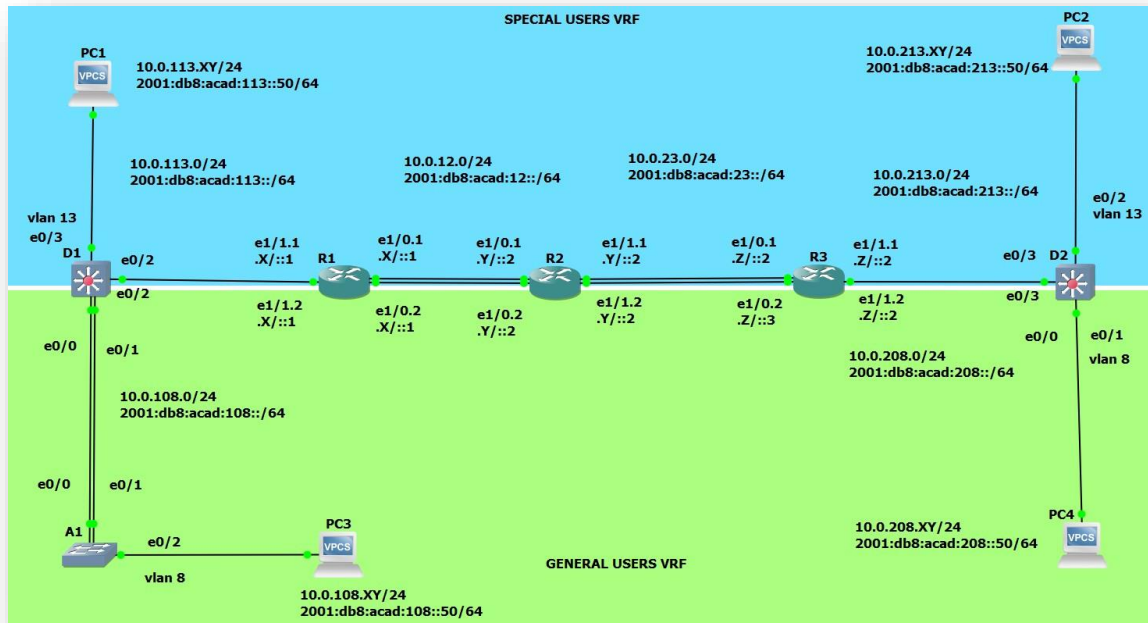 SPECIAL USERS VRF
PC1
VPCS
10.0.113.XY/24
2001:db8:acad:113::50/64
PC2
VPCS
10.0.213.XY/24
2001:db8:acad:213::50/64
10.0.113.0/24
2001:db8:acad:113::/64
10.0.12.0/24
2001:db8:acad:12::/64
10.0.23.0/24
2001:db8:acad:23::/64
10.0.213.0/24
2001:db8:acad:213::/64
e0/2
vlan 13
vlan 13
e0/3
D1
e0/2
e0/2
e1/1.1
.X/::1
R1
e1/0.1
.X/::1
e1/0.1
.Y/::2
R2
e1/1.1
.Y/::2
e1/0.1
.Z/::2
R3
e1/1.1
.Z/::2
e0/3
D2
e0/3
e1/1.2
.X/::1
e1/0.2
.X/::1
e1/0.2
.Y/::2
e1/1.2
.Y/::2
e1/0.2
.Z/::3
e1/1.2
.Z/::2
e0/0
e0/1
e0/0
e0/1
vlan 8
10.0.208.0/24
2001:db8:acad:208::/64
10.0.108.0/24
2001:db8:acad:108::/64
e0/0
e0/1
A1
e0/2
vlan 8
PC3
VPCS
10.0.108.XY/24
2001:db8:acad:108::50/64
10.0.208.XY/24
2001:db8:acad:208::50/64
PC4
VPCS
GENERAL USERS VRF